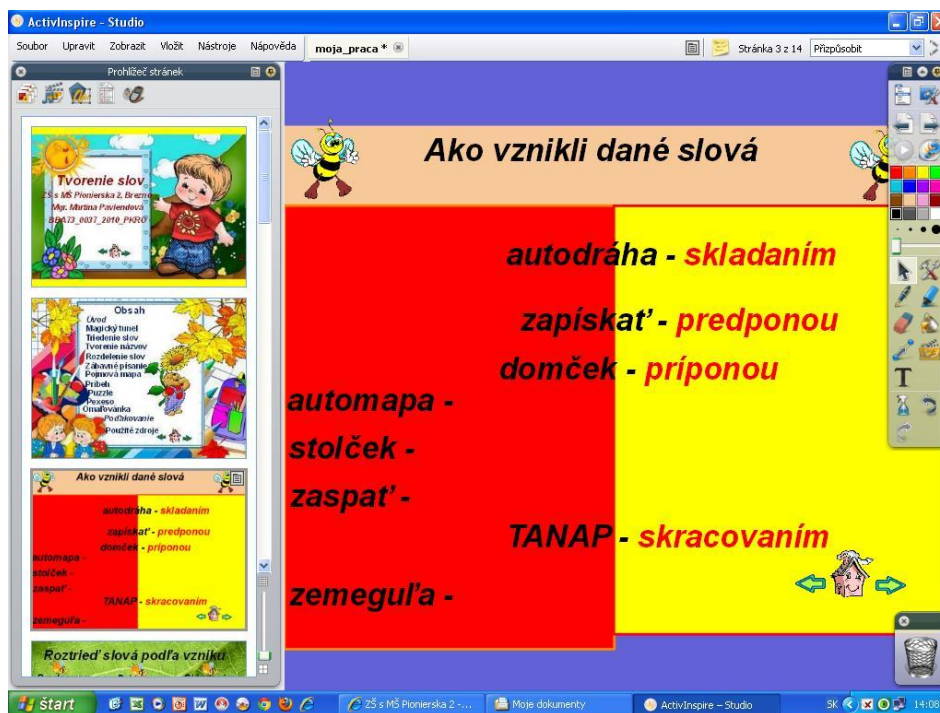 ActivInspire - Studio
Soubor Upravit Zobrazit Vložit Nástroje Nápověda
moja_praca *
Stránka 3 z 14
Přizpůsobit
Prohlížeč stránek
Tvorenie slov
ZŠ s MŠ Pionierska 2, Brezno
Mgr. Martina Pavlendová
BBA73_0037_2010_PKRO
Obsah
Úvod
Magický tunel
Triedenie slov
Tvorenie názvov
Rozdelenie slov
Zábavné písanie
Pojmová mapa
Príbeh
Puzzle
Pexeso
Omaľovánka
Poďakovanie
Použité zdroje
Ako vznikli dané slová
autodráha - skladaním
zapískať - predponou
domček - príponou
automapa -
stolček -
zaspať -
TANAP - skracovaním
zemeguľa -
Roztrieď slová podľa vzniku
Ako vznikli dané slová
autodráha - skladaním
zapískať - predponou
domček - príponou
automapa -
stolček -
zaspať -
TANAP - skracovaním
zemeguľa -
T
štart
ZŠ s MŠ Pionierska 2 -...
Moje dokumenty
ActivInspire - Studio
SK
14:08